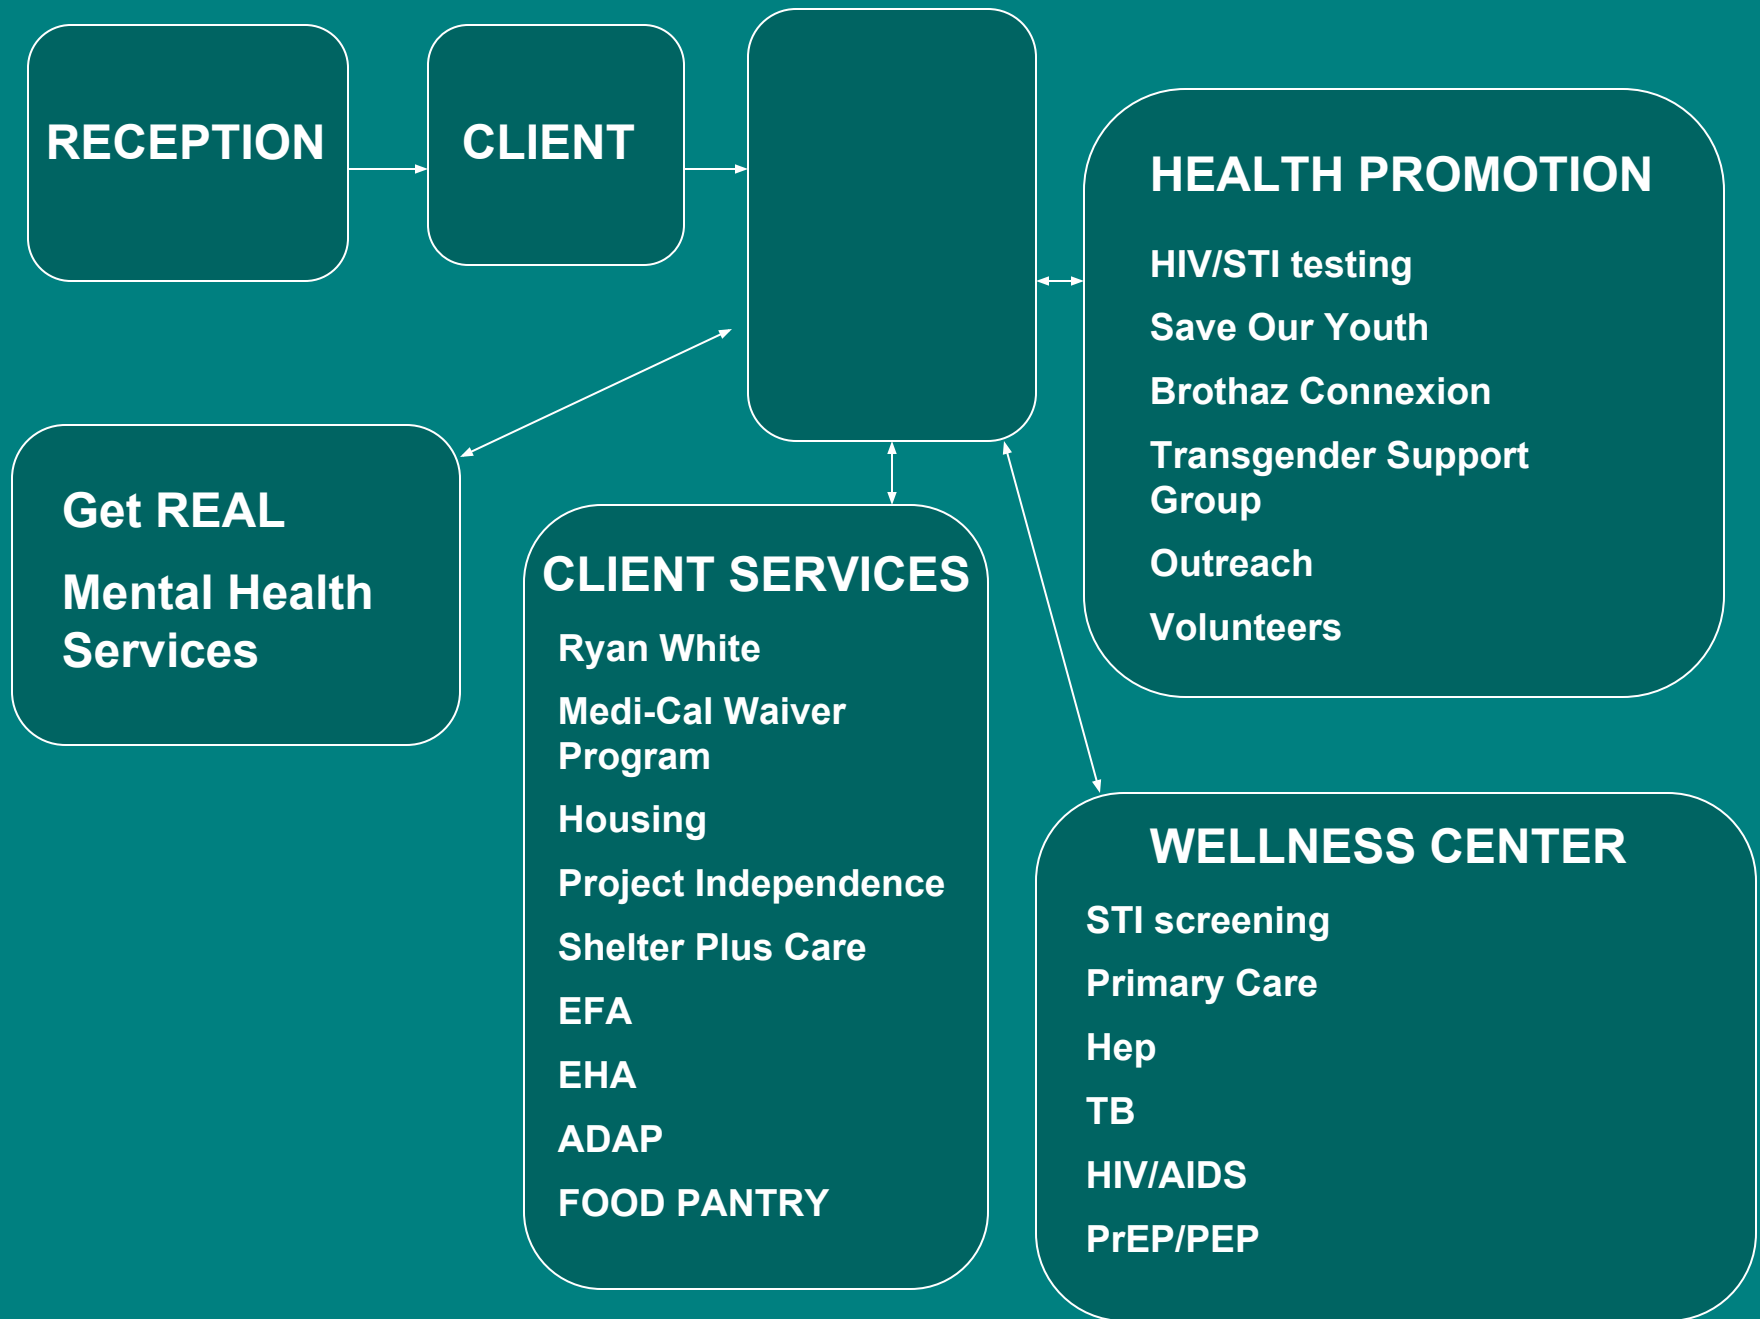 RECEPTION
CLIENT
HEALTH PROMOTION
HIV/STI testing
Save Our Youth
Brothaz Connexion
Transgender Support
Group
Outreach
Volunteers
Get REAL
Mental Health
Services
CLIENT SERVICES
Ryan White
Medi-Cal Waiver
Program
Housing
Project Independence
Shelter Plus Care
EFA
EHA
ADAP
FOOD PANTRY
WELLNESS CENTER
STI screening
Primary Care
Hep
TB
HIV/AIDS
PrEP/PEP